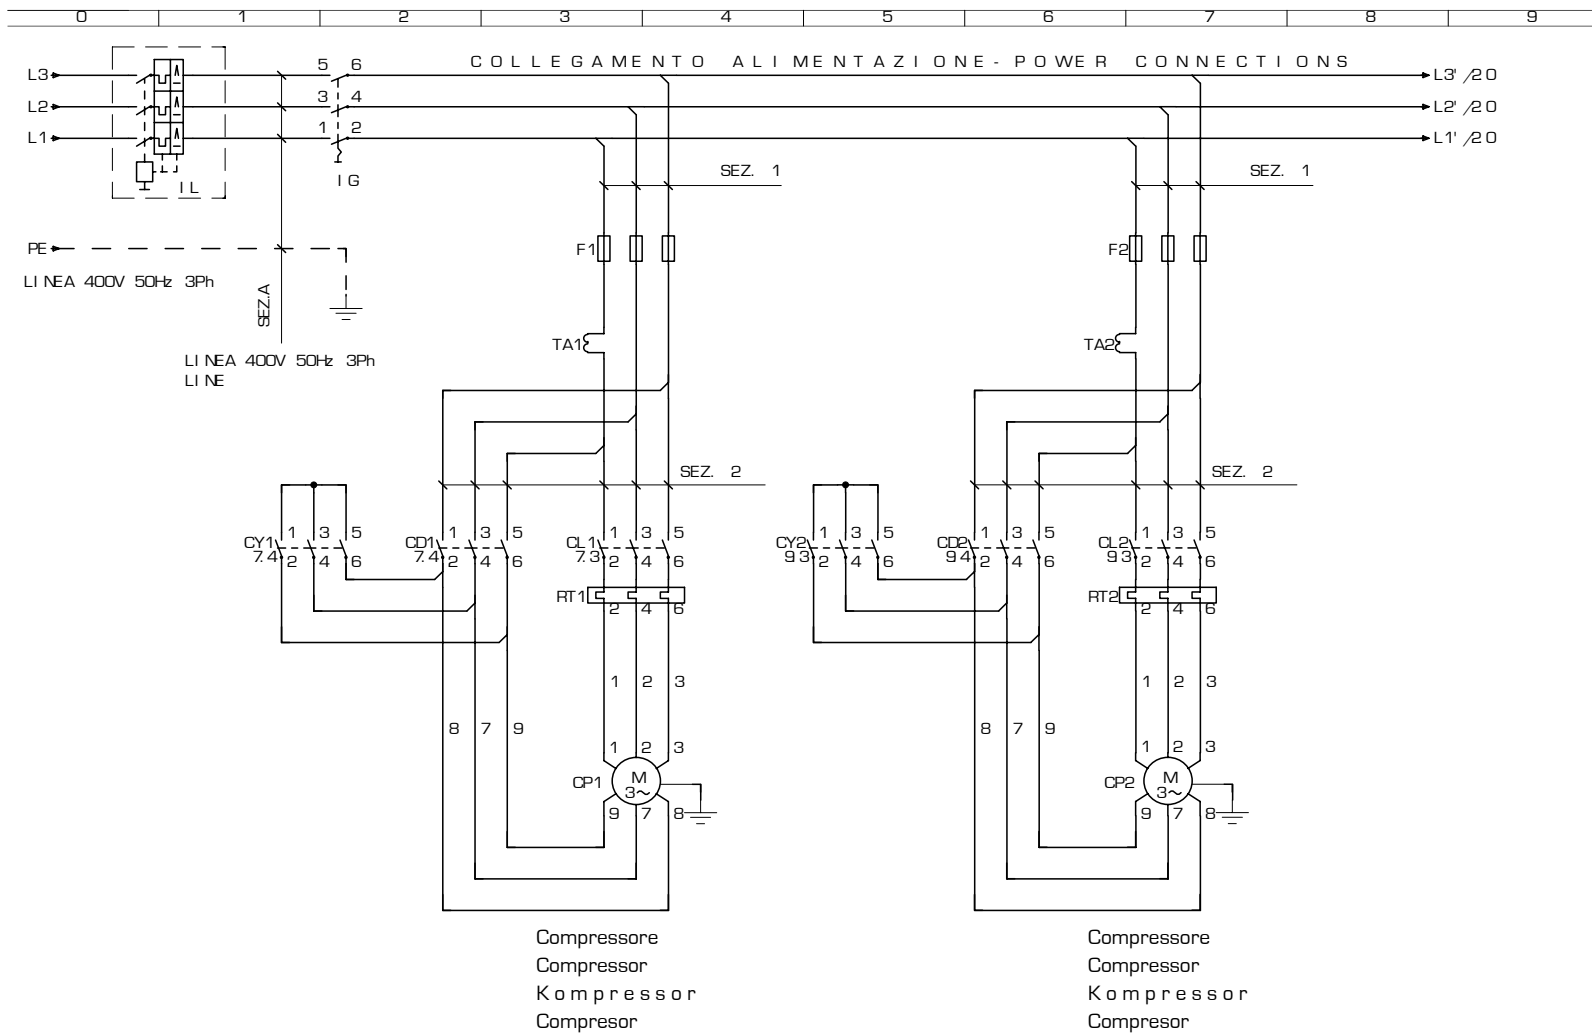 0 1 2 3 4 5 6 7 8 9
COLLEGAMENTO ALIMENTAZIONE-POWER CONNECTIONS
L3 5 6 L3' /20
L2 3 4 L2' /20
L1 1 2 L1' /20
IL IG
SEZ. 1 SEZ. 1
PE F1 F2
LINEA 400V 50Hz 3Ph
SEZ.A
TA1 TA2
LINEA 400V 50Hz 3Ph
LINE
SEZ. 2 SEZ. 2
1 3 5 1 3 5 1 3 5 1 3 5 1 3 5 1 3 5
CY1 CD1 CL1 CY2 CD2 CL2
7.4 7.4 7.3 9.3 9.4 9.3
2 4 6 2 4 6 2 4 6 2 4 6 2 4 6 2 4 6
RT1 RT2
2 4 6 2 4 6
1 2 3 1 2 3
8 7 9 8 7 9
1 2 3 1 2 3
CP1 M CP2 M
3~ 3~
9 7 8 9 7 8
Compressore Compressore
Compressor Compressor
Kompressor Kompressor
Compresor Compresor